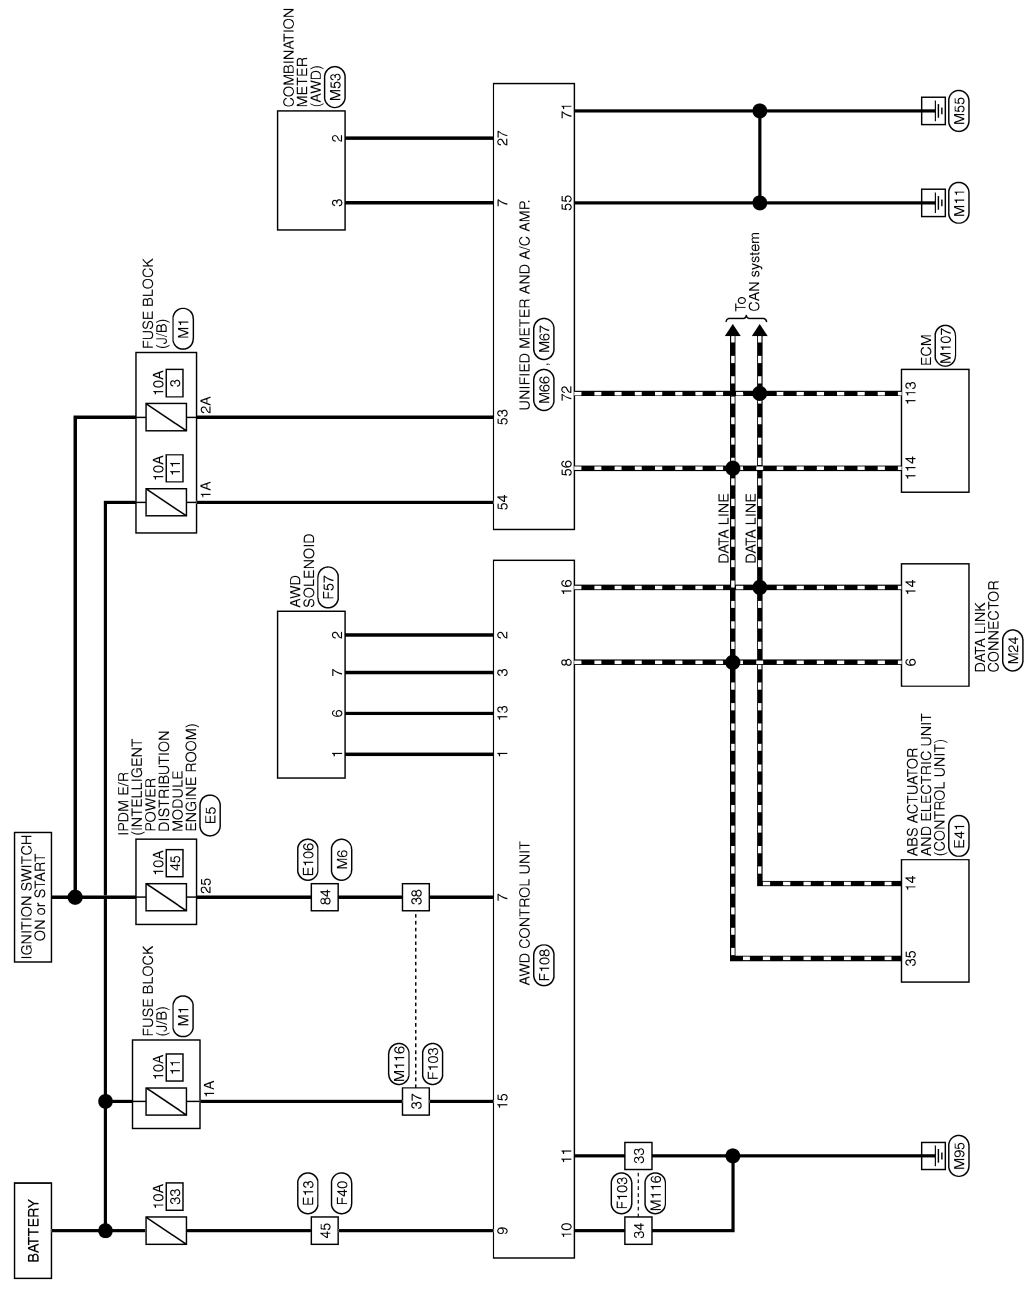 BATTERY
IGNITION SWITCH
ON or START
10A
33
E13
F40
45
9
FUSE BLOCK
(J/B)
M1
10A
11
1A
M116
F103
37
15
IPDM E/R
(INTELLIGENT
POWER
DISTRIBUTION
MODULE
ENGINE ROOM)
E5
10A
45
25
E106
M6
84
38
7
AWD
SOLENOID
F57
1
6
7
2
1
13
3
2
AWD CONTROL UNIT
F108
10
11
8
16
FUSE BLOCK
(J/B)
M1
10A
11
1A
10A
3
2A
54
53
COMBINATION
METER
(AWD)
M53
3
2
7
27
UNIFIED METER AND A/C AMP.
M66 , M67
56
72
55
71
34
33
F103
M116
M95
DATA LINE
DATA LINE
To
CAN system
35
14
ABS ACTUATOR
AND ELECTRIC UNIT
(CONTROL UNIT)
E41
6
14
DATA LINK
CONNECTOR
M24
114
113
ECM
M107
M11
M55